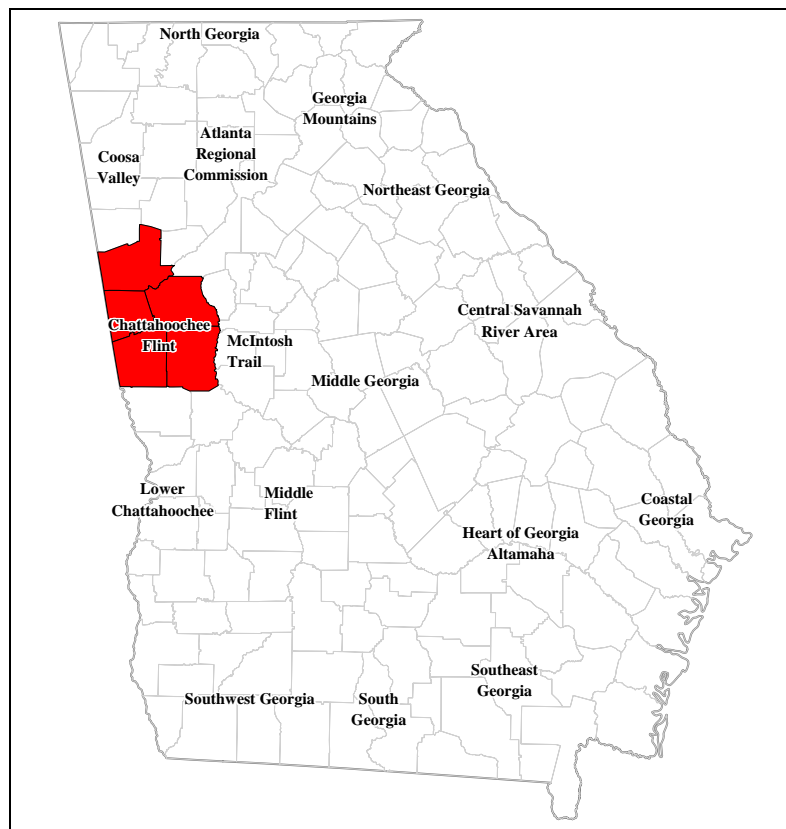 North Georgia
Georgia
Mountains
Atlanta
Regional
Commission
Coosa
Valley
Northeast Georgia
Central Savannah
River Area
Chattahoochee
Flint
McIntosh
Trail
Middle Georgia
Lower
Chattahoochee
Middle
Flint
Coastal
Georgia
Heart of Georgia
Altamaha
Southeast
Georgia
Southwest Georgia
South
Georgia